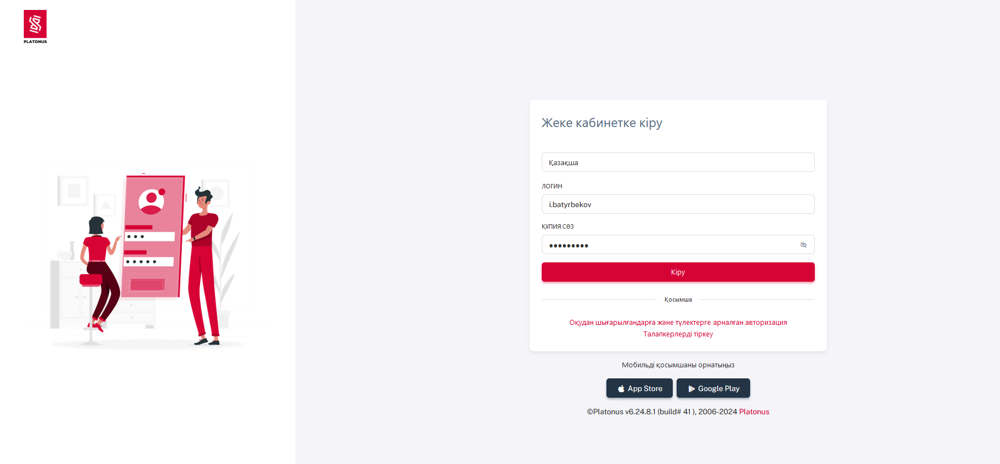 PLATONUS
Жеке кабинетке кіру
Қазақша
ЛОГИН
i.batyrbekov
ҚҰПИЯ СӨЗ
●●●●●●●●●
Кіру
Қосымша
Оқудан шығарылғандарға және түлектерге арналған авторизация
Талапкерлерді тіркеу
Мобильді қосымшаны орнатыңыз
App Store
Google Play
©Platonus v6.24.8.1 (build# 41 ), 2006-2024 Platonus